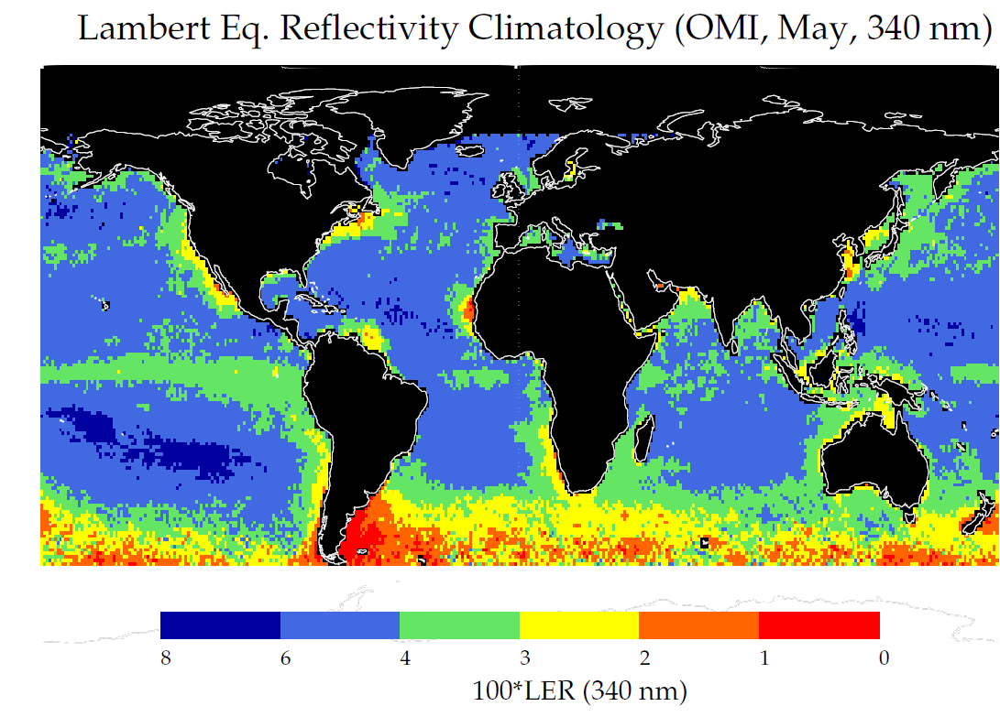 Lambert Eq. Reflectivity Climatology (OMI, May, 340 nm)
8 6 4 3 2 1 0
100*LER (340 nm)